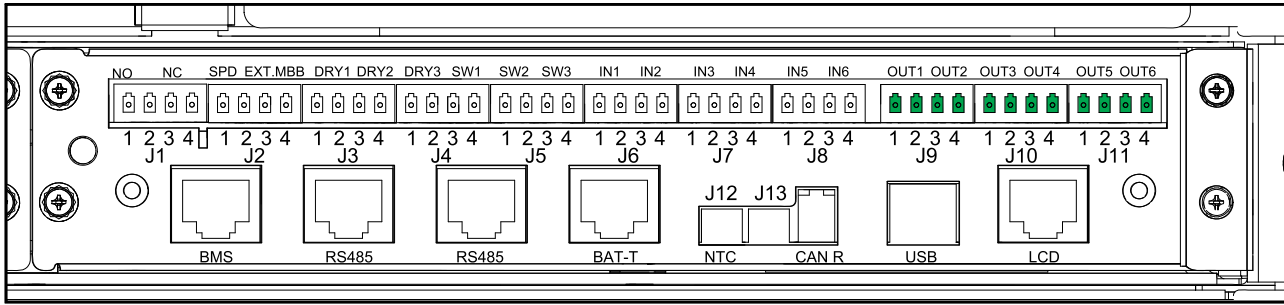 NO NC SPD EXT.MBB DRY1 DRY2 DRY3 SW1 SW2 SW3 IN1 IN2 IN3 IN4 IN5 IN6 OUT1 OUT2 OUT3 OUT4 OUT5 OUT6
1 2 3 4 1 2 3 4 1 2 3 4 1 2 3 4 1 2 3 4 1 2 3 4 1 2 3 4 1 2 3 4 1 2 3 4 1 2 3 4 1 2 3 4
J1 J2 J3 J4 J5 J6 J7 J8 J9 J10 J11
J12 J13
BMS RS485 RS485 BAT-T NTC CAN R USB LCD